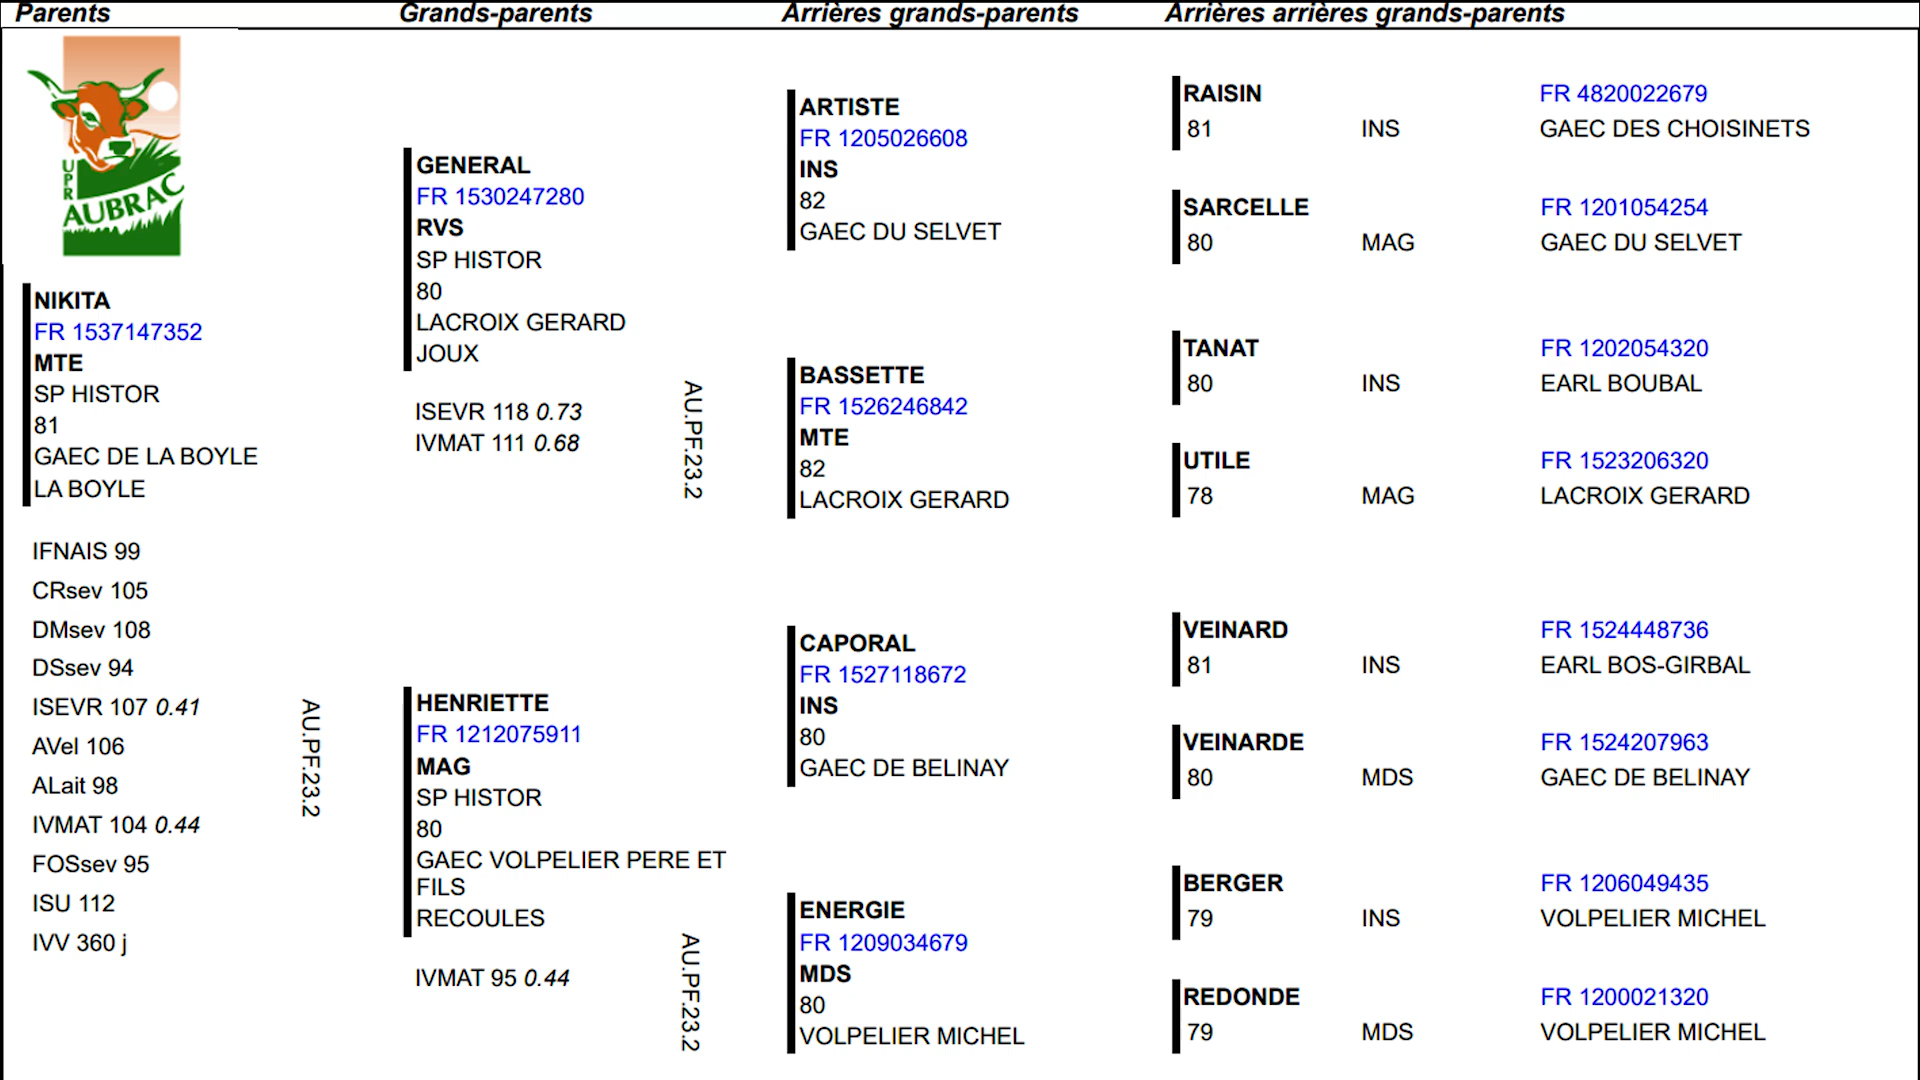 Parents
Grands-parents
Arrières grands-parents
Arrières arrières grands-parents
UPRA
AUBRAC
NIKITA
FR 1537147352
MTE
SP HISTOR
81
GAEC DE LA BOYLE
LA BOYLE
IFNAIS 99
CRsev 105
DMsev 108
DSsev 94
ISEVR 107 0.41
AVel 106
ALait 98
IVMAT 104 0.44
FOSsev 95
ISU 112
IVV 360 j
AU.PF.23.2
GENERAL
FR 1530247280
RVS
SP HISTOR
80
LACROIX GERARD
JOUX
ISEVR 118 0.73
IVMAT 111 0.68
AU.PF.23.2
HENRIETTE
FR 1212075911
MAG
SP HISTOR
80
GAEC VOLPELIER PERE ET
FILS
RECOULES
IVMAT 95 0.44
AU.PF.23.2
ARTISTE
FR 1205026608
INS
82
GAEC DU SELVET
BASSETTE
FR 1526246842
MTE
82
LACROIX GERARD
CAPORAL
FR 1527118672
INS
80
GAEC DE BELINAY
ENERGIE
FR 1209034679
MDS
80
VOLPELIER MICHEL
RAISIN FR 4820022679
81 INS GAEC DES CHOISINETS
SARCELLE FR 1201054254
80 MAG GAEC DU SELVET
TANAT FR 1202054320
80 INS EARL BOUBAL
UTILE FR 1523206320
78 MAG LACROIX GERARD
VEINARD FR 1524448736
81 INS EARL BOS-GIRBAL
VEINARDE FR 1524207963
80 MDS GAEC DE BELINAY
BERGER FR 1206049435
79 INS VOLPELIER MICHEL
REDONDE FR 1200021320
79 MDS VOLPELIER MICHEL